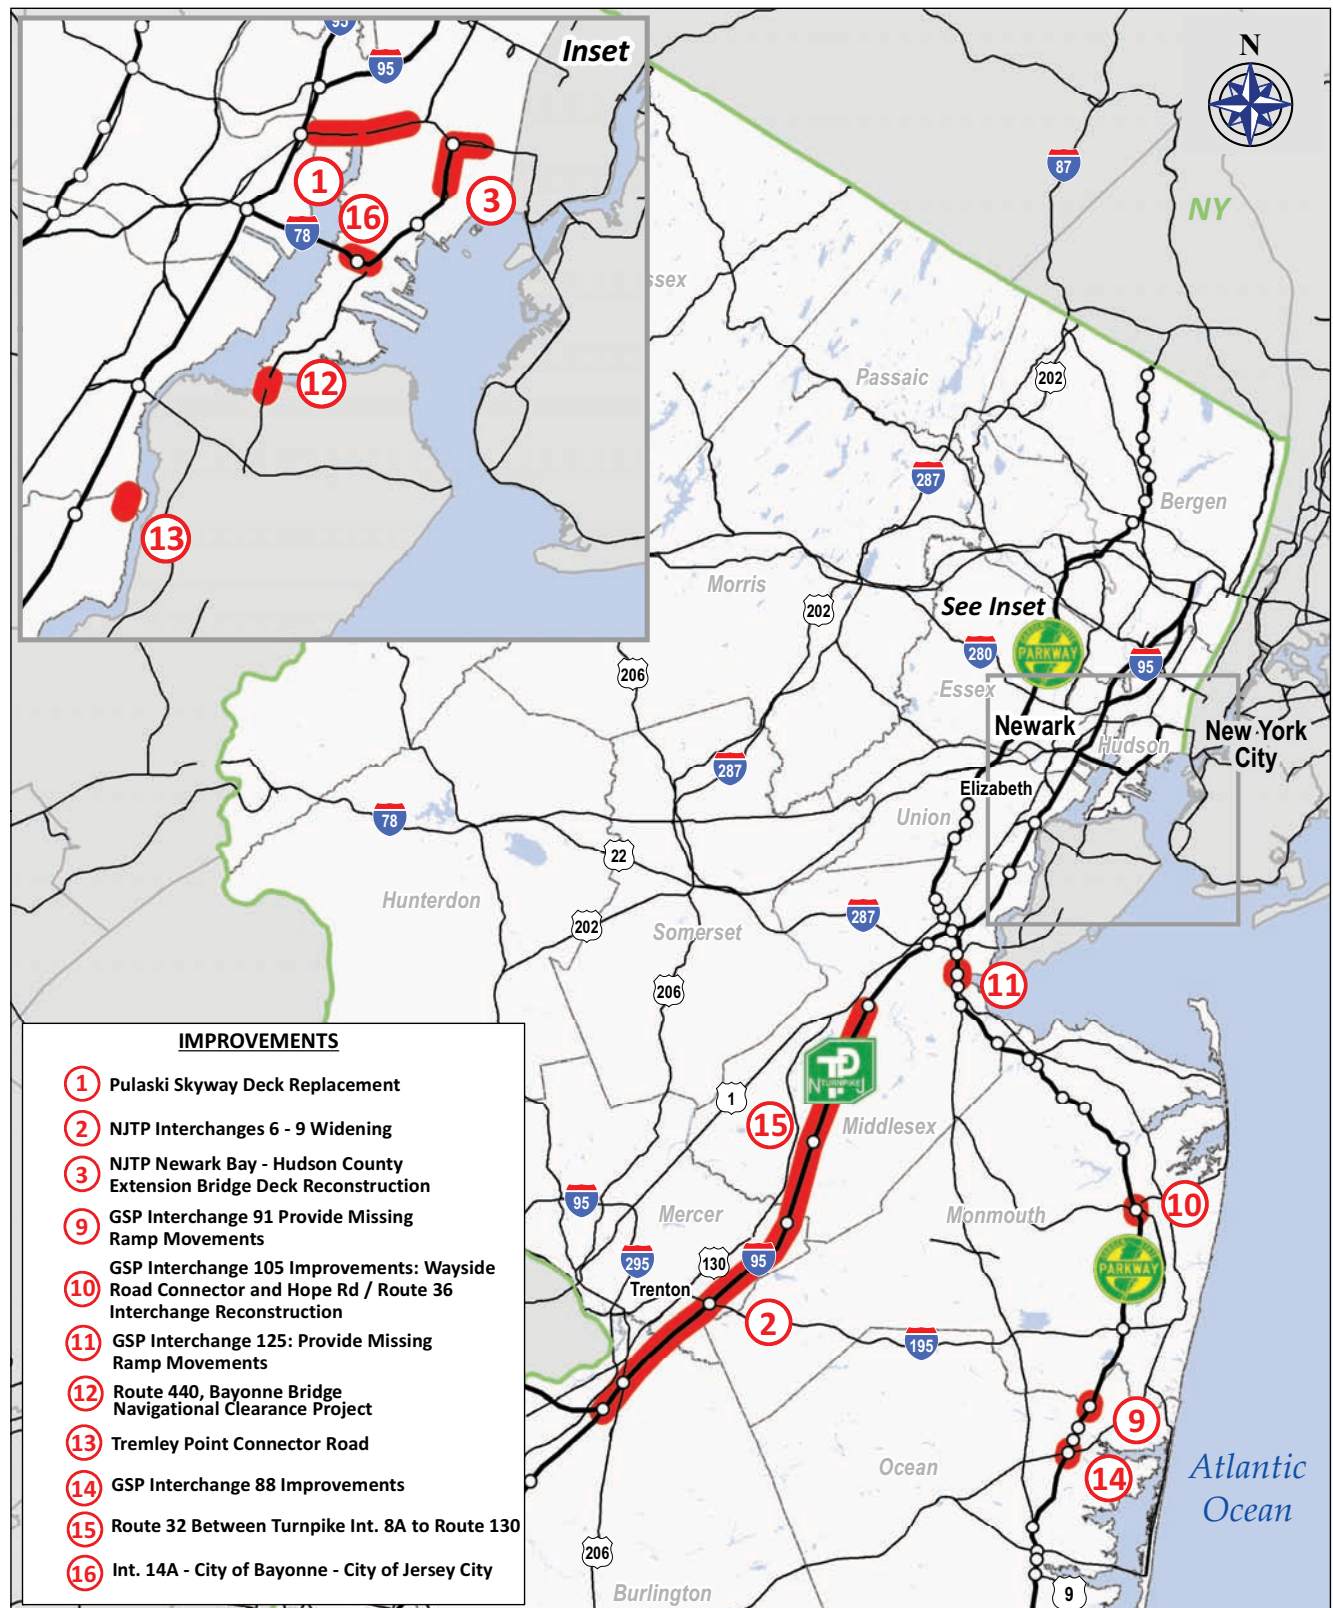 Inset
95
95
1
3
16
78
12
13
N
87
NY
ssex
Passaic
202
287
Bergen
Morris
202
See Inset
PARKWAY
280
95
206
Essex
Newark
Hudson
New York
City
287
Elizabeth
78
Union
22
Hunterdon
287
202
Somerset
206
11
TP
N TURNPIKE J
1
15
Middlesex
95
Mercer
Monmouth
10
295
130
95
PARKWAY
Trenton
2
195
9
Ocean
14
Atlantic
Ocean
206
Burlington
9
IMPROVEMENTS
1 Pulaski Skyway Deck Replacement
2 NJTP Interchanges 6 - 9 Widening
3 NJTP Newark Bay - Hudson County
Extension Bridge Deck Reconstruction
9 GSP Interchange 91 Provide Missing
Ramp Movements
10 GSP Interchange 105 Improvements: Wayside
Road Connector and Hope Rd / Route 36
Interchange Reconstruction
11 GSP Interchange 125: Provide Missing
Ramp Movements
12 Route 440, Bayonne Bridge
Navigational Clearance Project
13 Tremley Point Connector Road
14 GSP Interchange 88 Improvements
15 Route 32 Between Turnpike Int. 8A to Route 130
16 Int. 14A - City of Bayonne - City of Jersey City